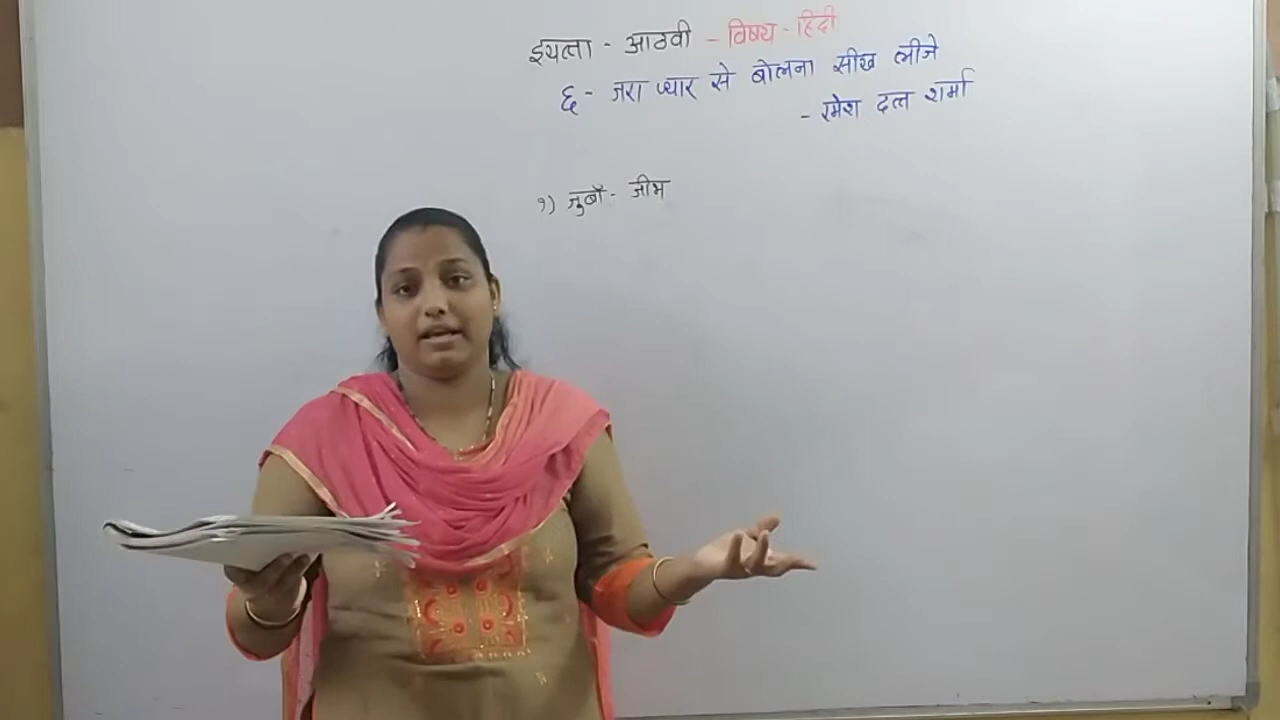 इयत्ता - आठवी - विषय - हिंदी
६ - जरा प्यार से बोलना सीख लीजे
- रमेश दत्त शर्मा
१) जुबाँ - जीभ